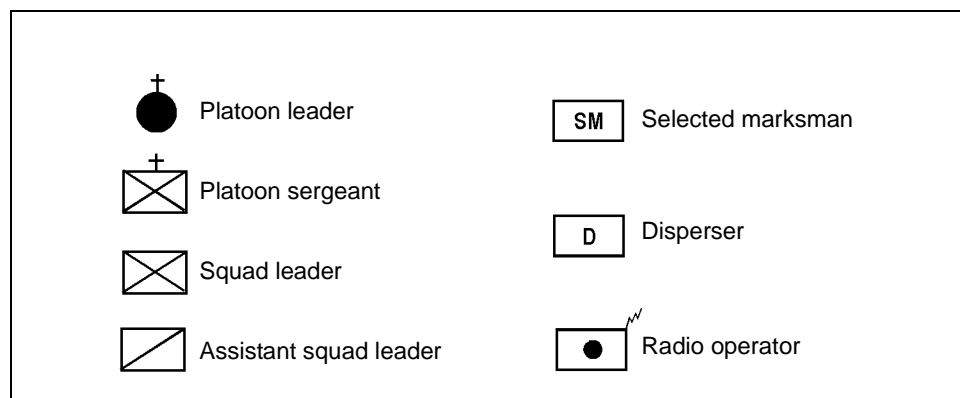 Platoon leader
Platoon sergeant
Squad leader
Assistant squad leader
SM Selected marksman
D Disperser
Radio operator